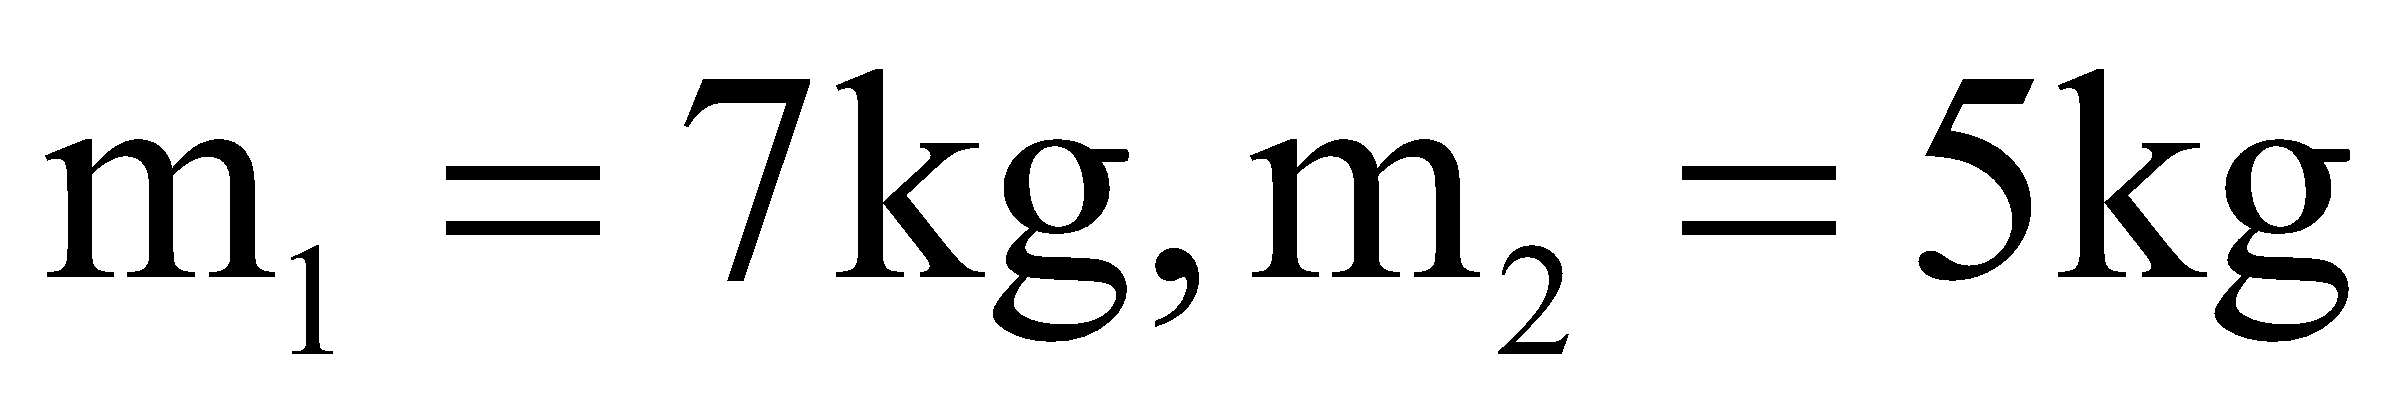 m₁ = 7kg, m₂ = 5kg